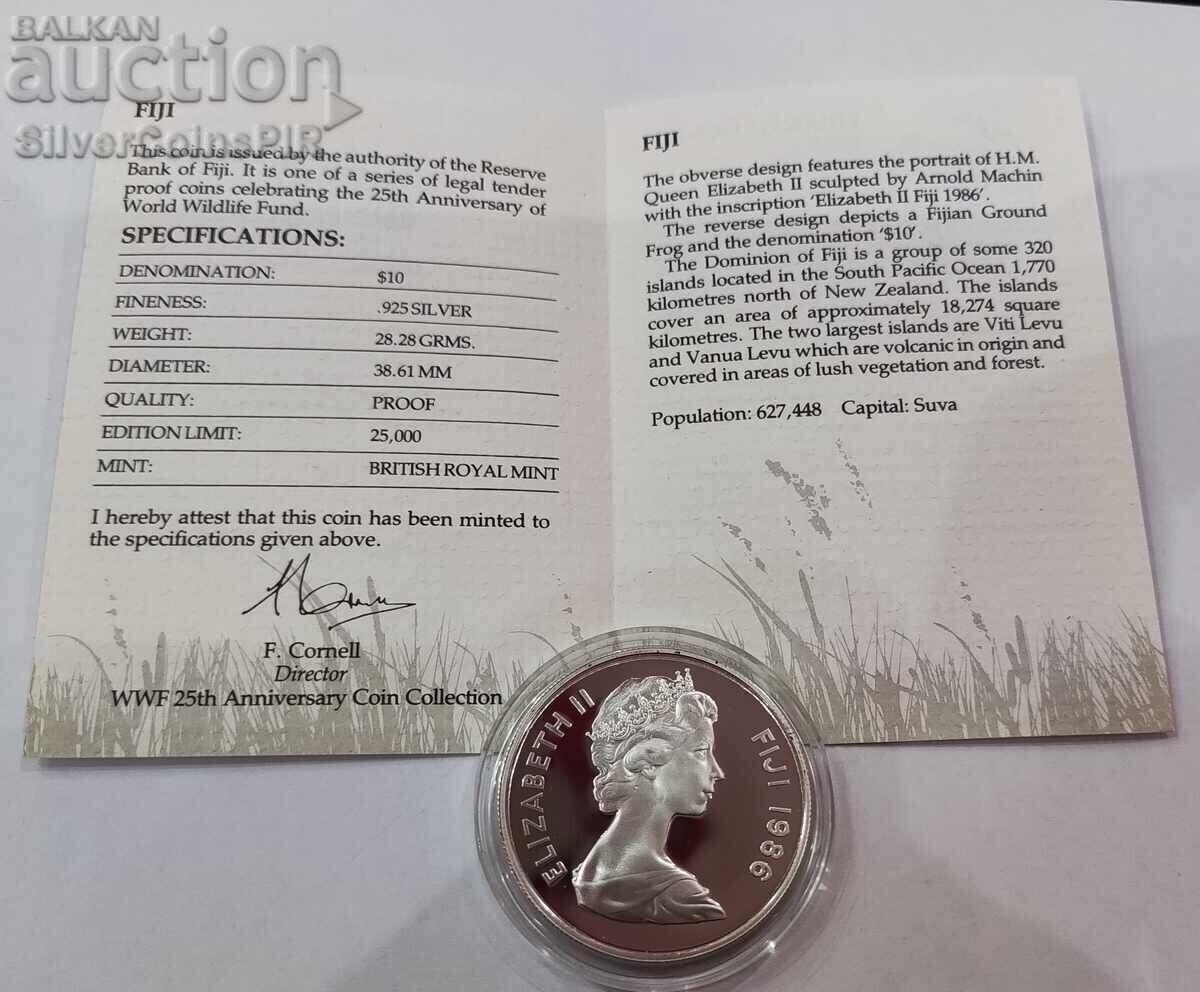 BALKAN
auction
SilverCoinsPIR
FIJI
This coin is issued by the authority of the Reserve
Bank of Fiji. It is one of a series of legal tender
proof coins celebrating the 25th Anniversary of
World Wildlife Fund.
SPECIFICATIONS:
DENOMINATION: $10
FINENESS: .925 SILVER
WEIGHT: 28.28 GRMS.
DIAMETER: 38.61 MM
QUALITY: PROOF
EDITION LIMIT: 25,000
MINT: BRITISH ROYAL MINT
I hereby attest that this coin has been minted to
the specifications given above.
F. Cornell
Director
WWF 25th Anniversary Coin Collection
FIJI
The obverse design features the portrait of H.M.
Queen Elizabeth II sculpted by Arnold Machin
with the inscription 'Elizabeth II Fiji 1986'.
The reverse design depicts a Fijian Ground
Frog and the denomination '$10'.
The Dominion of Fiji is a group of some 320
islands located in the South Pacific Ocean 1,770
kilometres north of New Zealand. The islands
cover an area of approximately 18,274 square
kilometres. The two largest islands are Viti Levu
and Vanua Levu which are volcanic in origin and
covered in areas of lush vegetation and forest.
Population: 627,448 Capital: Suva
ELIZABETH II
FIJI 1986